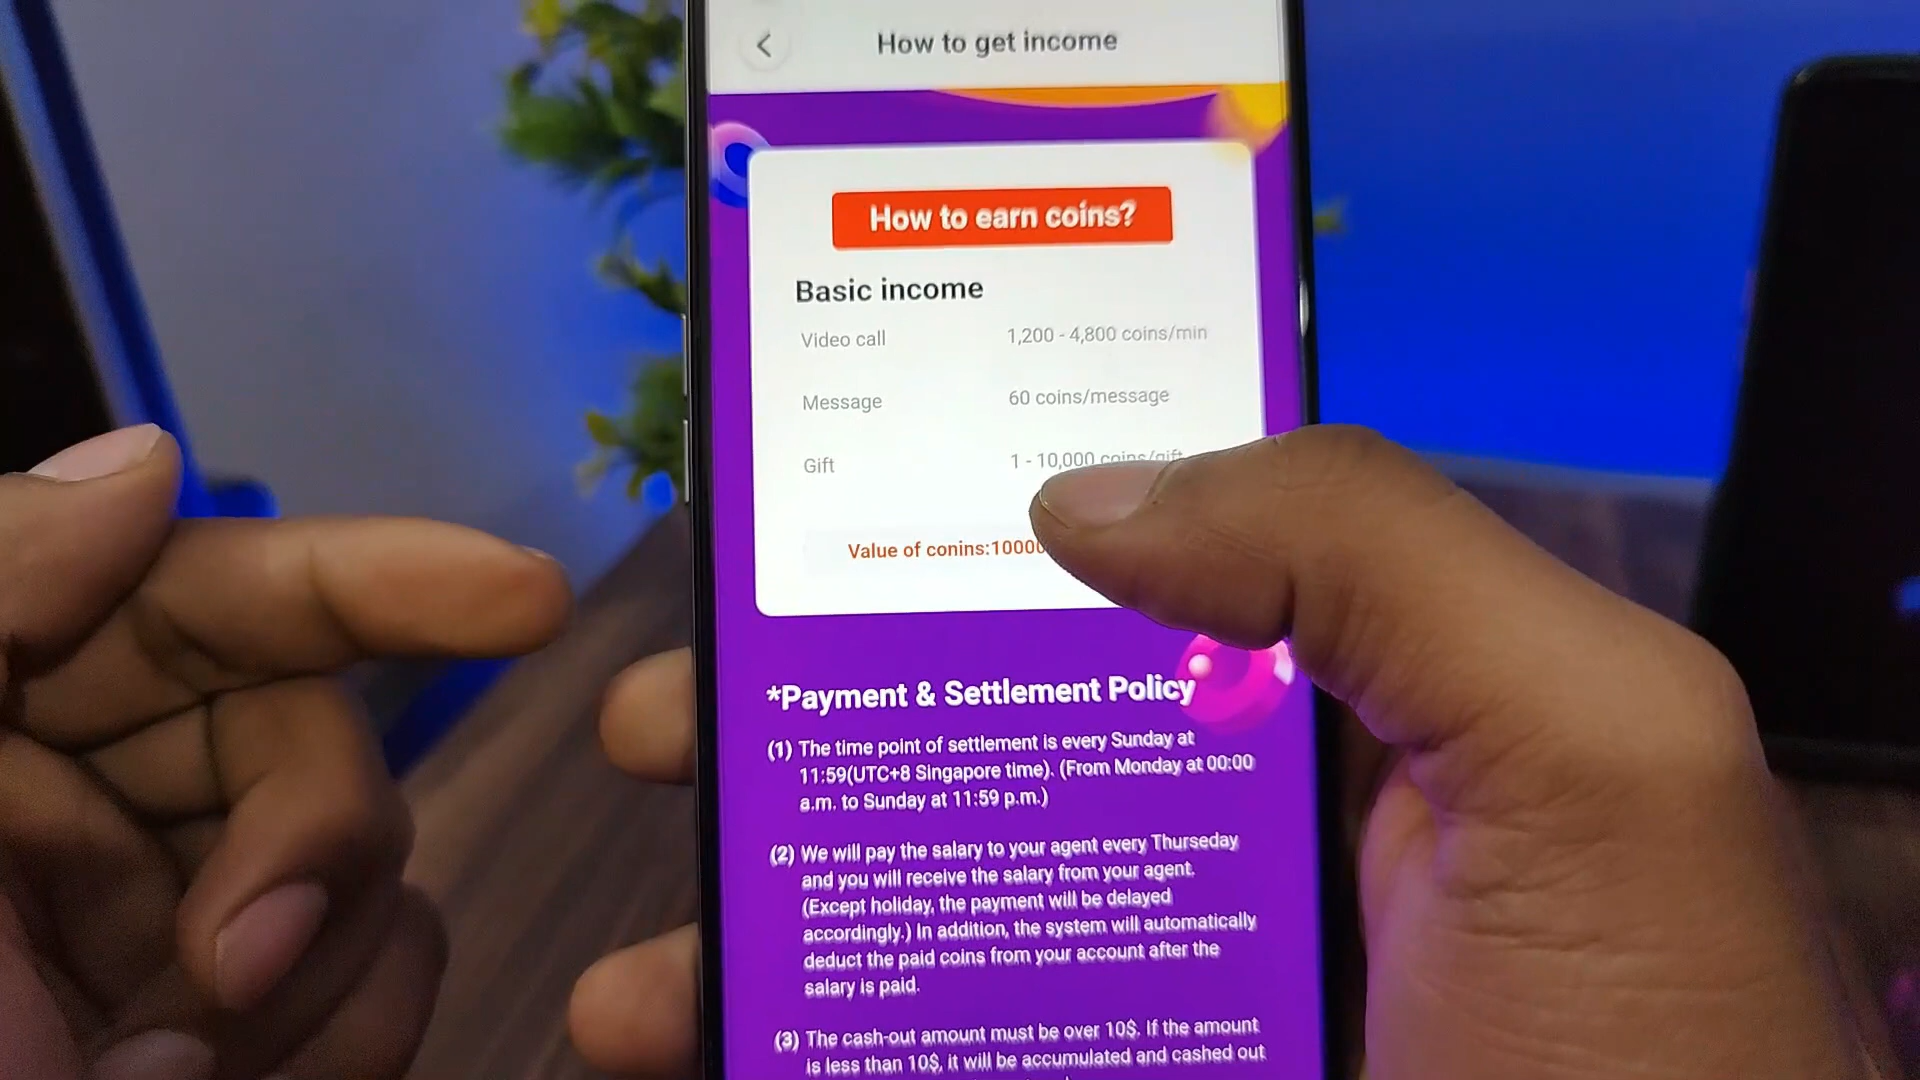 How to get income
How to earn coins?
Basic income
Video call 1,200 - 4,800 coins/min
Message 60 coins/message
Gift 1 - 10,000 coins/gift
Value of conins:10000
*Payment & Settlement Policy
(1) The time point of settlement is every Sunday at
11:59(UTC+8 Singapore time). (From Monday at 00:00
a.m. to Sunday at 11:59 p.m.)
(2) We will pay the salary to your agent every Thurseday
and you will receive the salary from your agent.
(Except holiday, the payment will be delayed
accordingly.) In addition, the system will automatically
deduct the paid coins from your account after the
salary is paid.
(3) The cash-out amount must be over 10$. If the amount
is less than 10$, it will be accumulated and cashed out